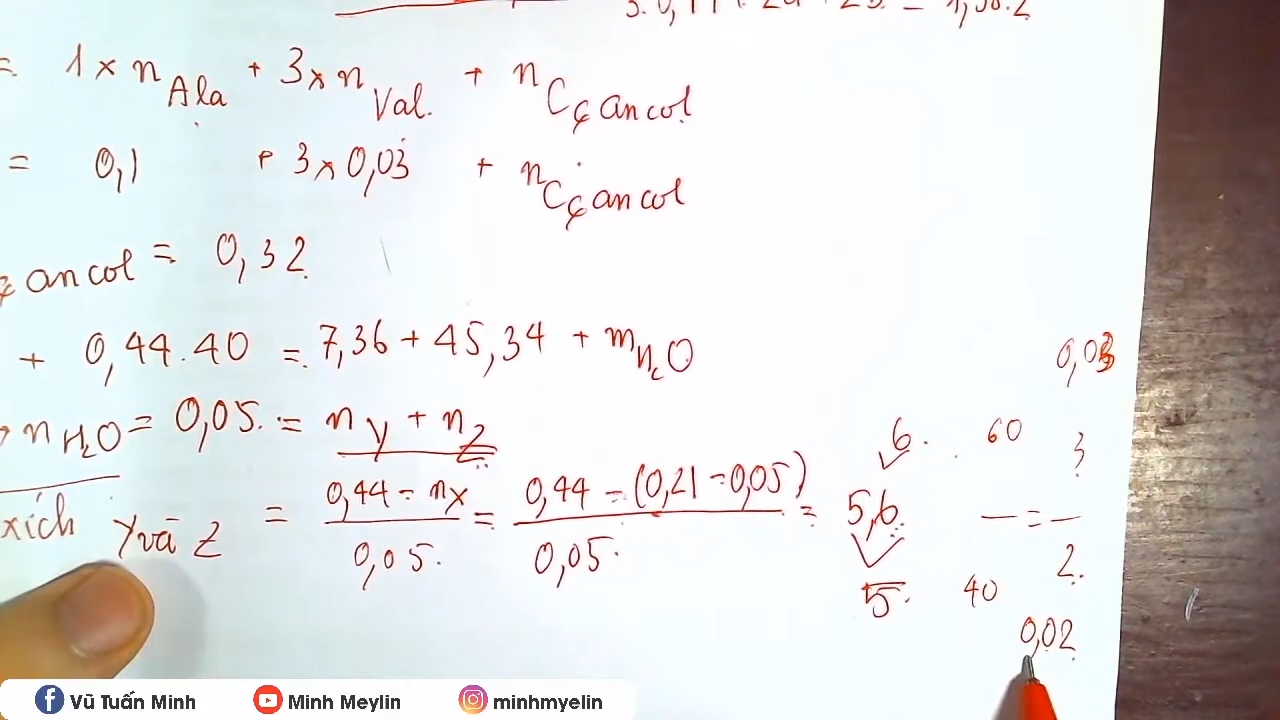 = 1 × n Ala + 3 × n Val. + n C ancol
= 0,1 + 3 × 0,03 + n C ancol
ancol = 0,32
+ 0,44.40 = 7,36 + 45,34 + m H2O
n H2O = 0,05 = n Y + n Z
xích Y và Z = 0,44 - nX / 0,05 = 0,44 - (0,21 - 0,05) / 0,05 = 5,6
6. 60 3 0,03
— = —
5. 40 2. 0,02
Vũ Tuấn Minh Minh Meylin minhmyelin